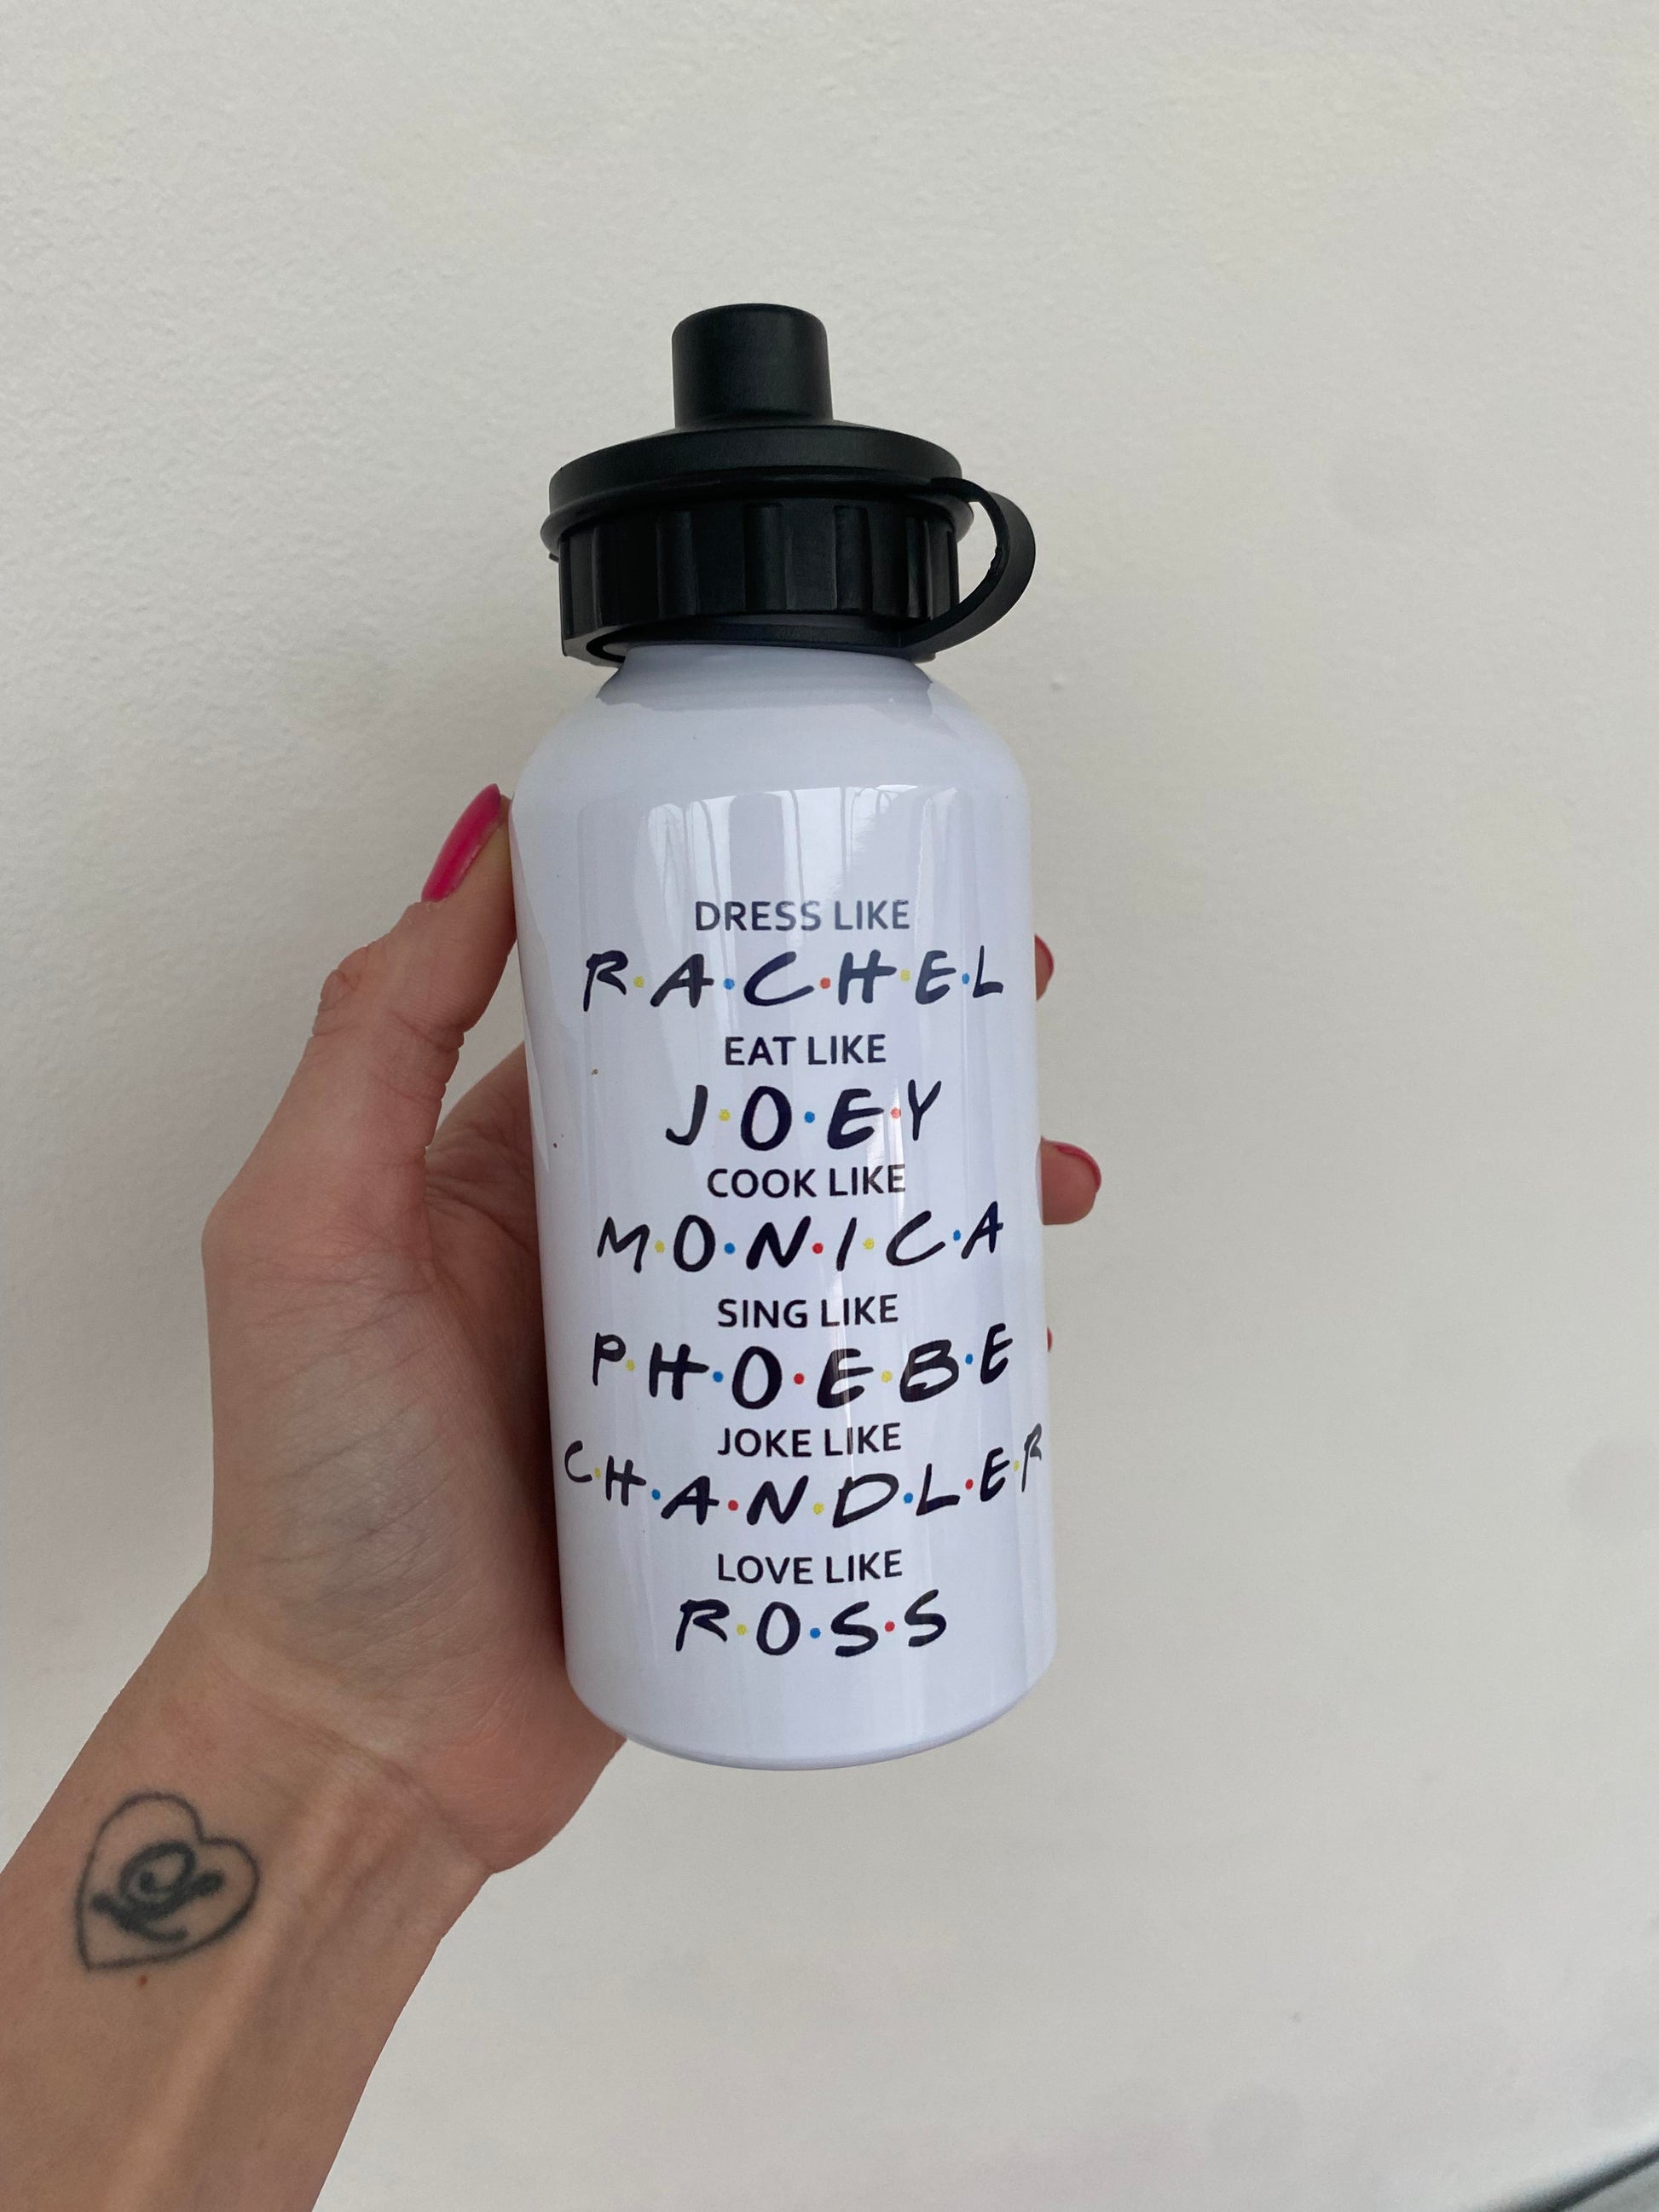 DRESS LIKE
R·A·C·H·E·L
EAT LIKE
J·O·E·Y
COOK LIKE
M·O·N·I·C·A
SING LIKE
P·H·O·E·B·E
JOKE LIKE
C·H·A·N·D·L·E·R
LOVE LIKE
R·O·S·S